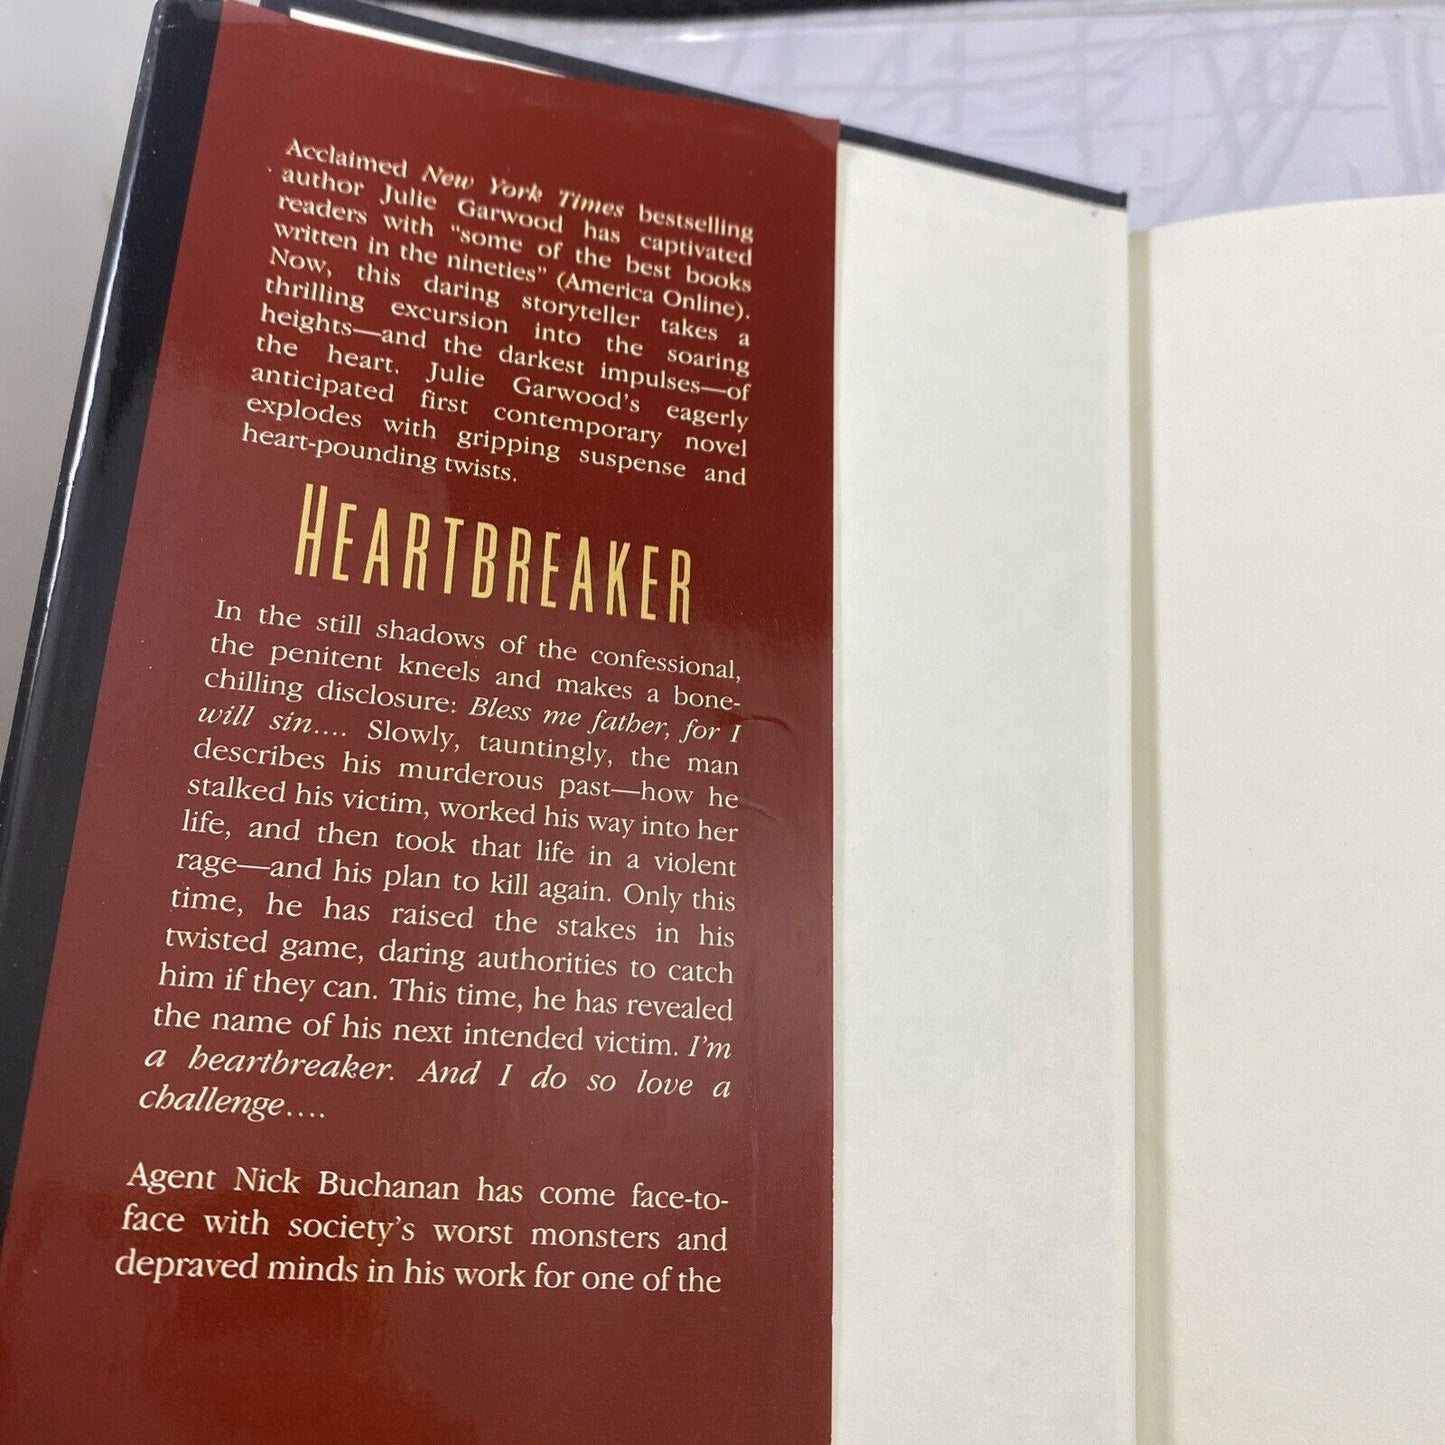 Acclaimed New York Times bestselling
author Julie Garwood has captivated
readers with "some of the best books
written in the nineties" (America Online).
Now, this daring storyteller takes a
thrilling excursion into the soaring
heights—and the darkest impulses—of
the heart. Julie Garwood's eagerly
anticipated first contemporary novel
explodes with gripping suspense and
heart-pounding twists.
HEARTBREAKER
In the still shadows of the confessional,
the penitent kneels and makes a bone-
chilling disclosure: Bless me father, for I
will sin.... Slowly, tauntingly, the man
describes his murderous past—how he
stalked his victim, worked his way into her
life, and then took that life in a violent
rage—and his plan to kill again. Only this
time, he has raised the stakes in his
twisted game, daring authorities to catch
him if they can. This time, he has revealed
the name of his next intended victim. I'm
a heartbreaker. And I do so love a
challenge....
Agent Nick Buchanan has come face-to-
face with society's worst monsters and
depraved minds in his work for one of the